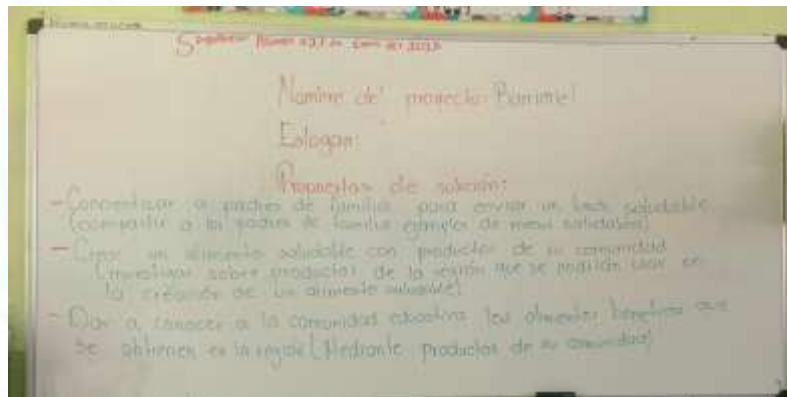 Nombre del proyecto: Barrimiel
Eslogan:
Propuestas de solución:
- Concientizar a padres de familia para enviar un lunch saludable
(compartir a los padres de familia ejemplos de menú saludables)
- Crear un alimento saludable con productos de su comunidad
(investigar sobre productos de la región que se podrían usar en
la creación de un alimento saludable)
- Dar a conocer a la comunidad educativa los alimentos benéficos que
se obtienen en la región (Mediante productos de su comunidad)